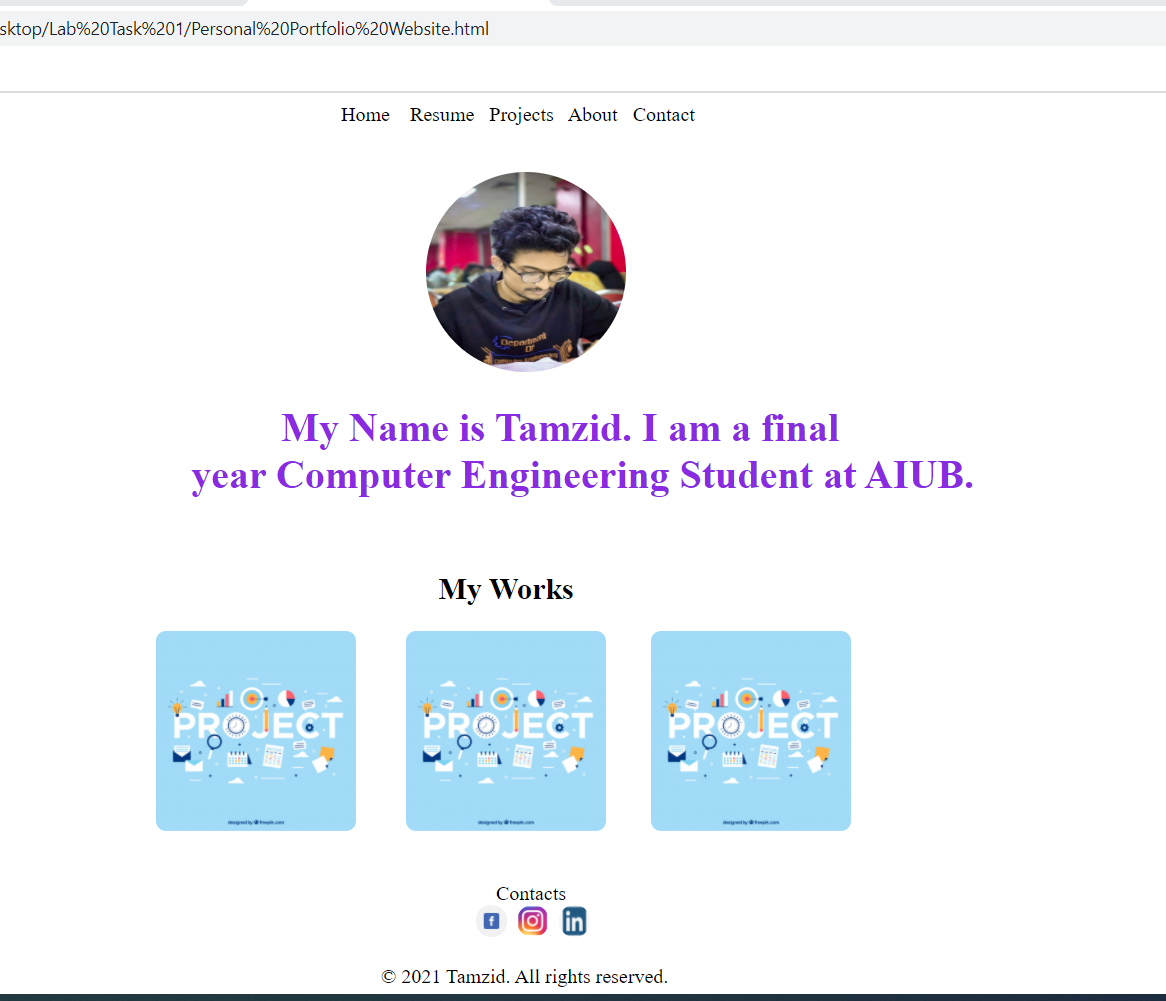 sktop/Lab%20Task%201/Personal%20Portfolio%20Website.html
Home Resume Projects About Contact
Department
Of
Computer Engineering
My Name is Tamzid. I am a final
year Computer Engineering Student at AIUB.
My Works
PROJECT PROJECT PROJECT
designed by freepik.com designed by freepik.com designed by freepik.com
Contacts
f in
© 2021 Tamzid. All rights reserved.